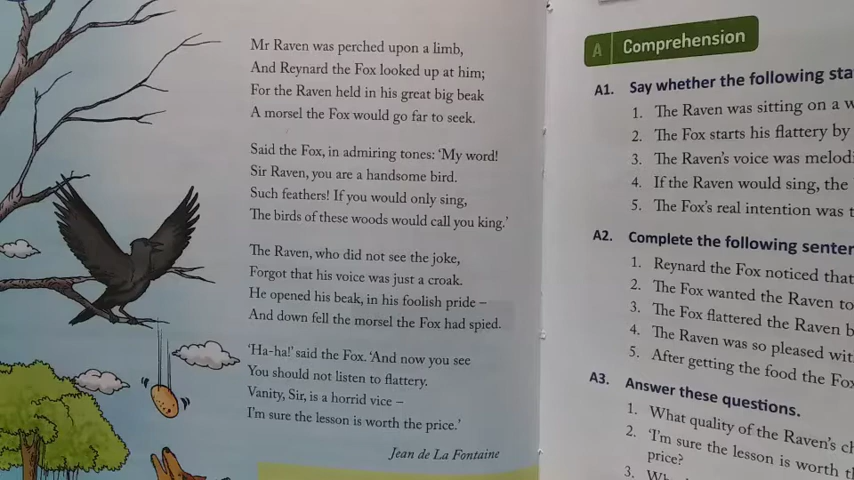 Mr Raven was perched upon a limb,
And Reynard the Fox looked up at him;
For the Raven held in his great big beak
A morsel the Fox would go far to seek.
Said the Fox, in admiring tones: ‘My word!
Sir Raven, you are a handsome bird.
Such feathers! If you would only sing,
The birds of these woods would call you king.’
The Raven, who did not see the joke,
Forgot that his voice was just a croak.
He opened his beak, in his foolish pride –
And down fell the morsel the Fox had spied.
‘Ha-ha!’ said the Fox. ‘And now you see
You should not listen to flattery.
Vanity, Sir, is a horrid vice –
I’m sure the lesson is worth the price.’
Jean de La Fontaine
A Comprehension
A1. Say whether the following sta
1. The Raven was sitting on a w
2. The Fox starts his flattery by
3. The Raven’s voice was melodi
4. If the Raven would sing, the
5. The Fox’s real intention was t
A2. Complete the following senten
1. Reynard the Fox noticed that
2. The Fox wanted the Raven to
3. The Fox flattered the Raven b
4. The Raven was so pleased wit
5. After getting the food the Fox
A3. Answer these questions.
1. What quality of the Raven’s ch
2. ‘I’m sure the lesson is worth th
price?
3.